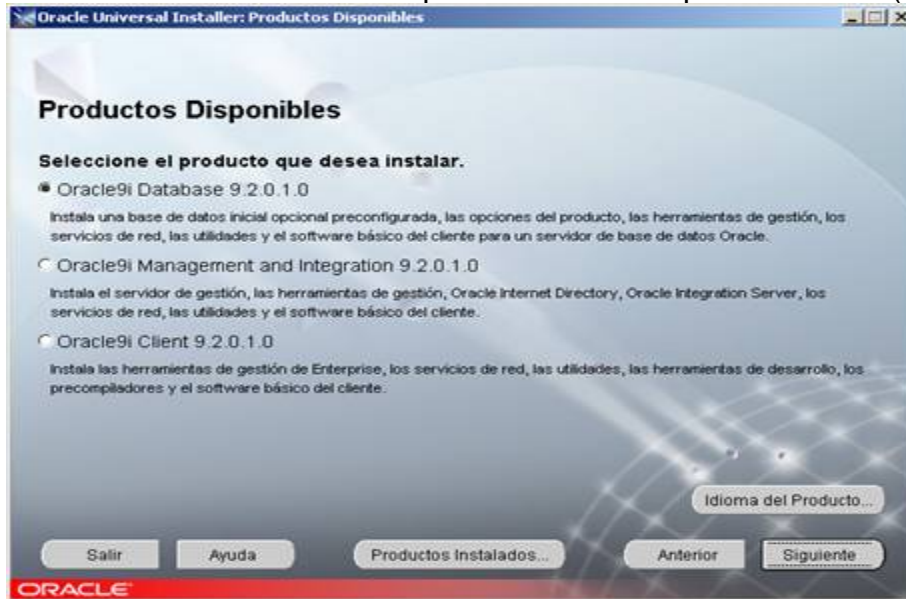 Oracle Universal Installer: Productos Disponibles
Productos Disponibles
Seleccione el producto que desea instalar.
Oracle9i Database 9.2.0.1.0
Instala una base de datos inicial opcional preconfigurada, las opciones del producto, las herramientas de gestión, los
servicios de red, las utilidades y el software básico del cliente para un servidor de base de datos Oracle.
Oracle9i Management and Integration 9.2.0.1.0
Instala el servidor de gestión, las herramientas de gestión, Oracle Internet Directory, Oracle Integration Server, los
servicios de red, las utilidades y el software básico del cliente.
Oracle9i Client 9.2.0.1.0
Instala las herramientas de gestión de Enterprise, los servicios de red, las utilidades, las herramientas de desarrollo, los
precompiladores y el software básico del cliente.
Idioma del Producto...
Salir Ayuda Productos Instalados... Anterior Siguiente
ORACLE